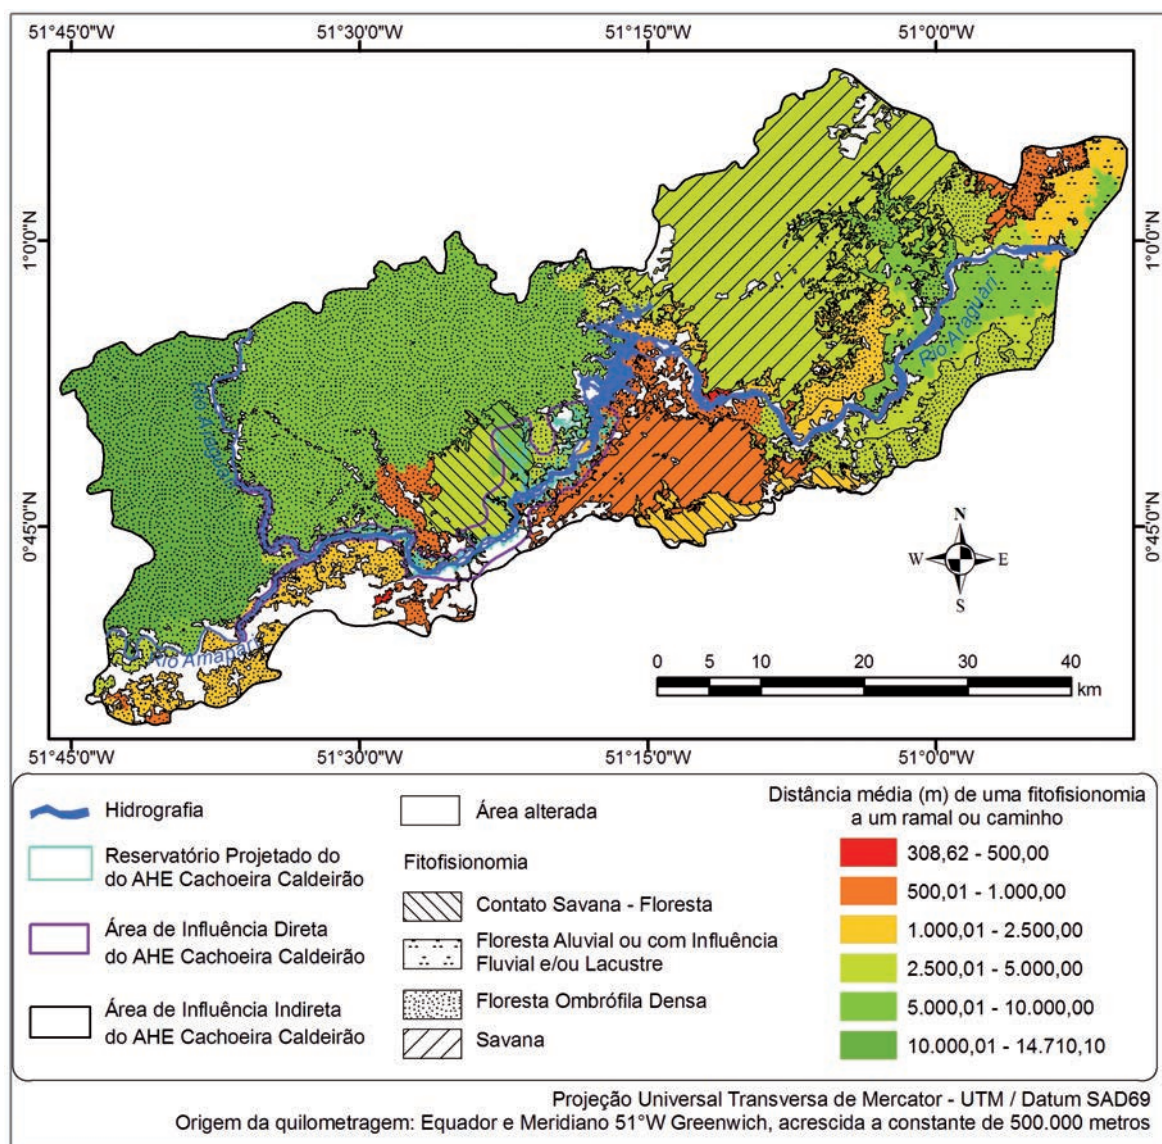 51°45'0"W 51°30'0"W 51°15'0"W 51°0'0"W
1°0'0"N
1°0'0"N
Rio Araguari
Rio Araguari
0°45'0"N
0°45'0"N
N
W E
S
Rio Amapari
0 5 10 20 30 40
km
51°45'0"W 51°30'0"W 51°15'0"W 51°0'0"W
Hidrografia
Reservatório Projetado do
do AHE Cachoeira Caldeirão
Área de Influência Direta
do AHE Cachoeira Caldeirão
Área de Influência Indireta
do AHE Cachoeira Caldeirão
Área alterada
Fitofisionomia
Contato Savana - Floresta
Floresta Aluvial ou com Influência
Fluvial e/ou Lacustre
Floresta Ombrófila Densa
Savana
Distância média (m) de uma fitofisionomia
a um ramal ou caminho
308,62 - 500,00
500,01 - 1.000,00
1.000,01 - 2.500,00
2.500,01 - 5.000,00
5.000,01 - 10.000,00
10.000,01 - 14.710,10
Projeção Universal Transversa de Mercator - UTM / Datum SAD69
Origem da quilometragem: Equador e Meridiano 51°W Greenwich, acrescida a constante de 500.000 metros